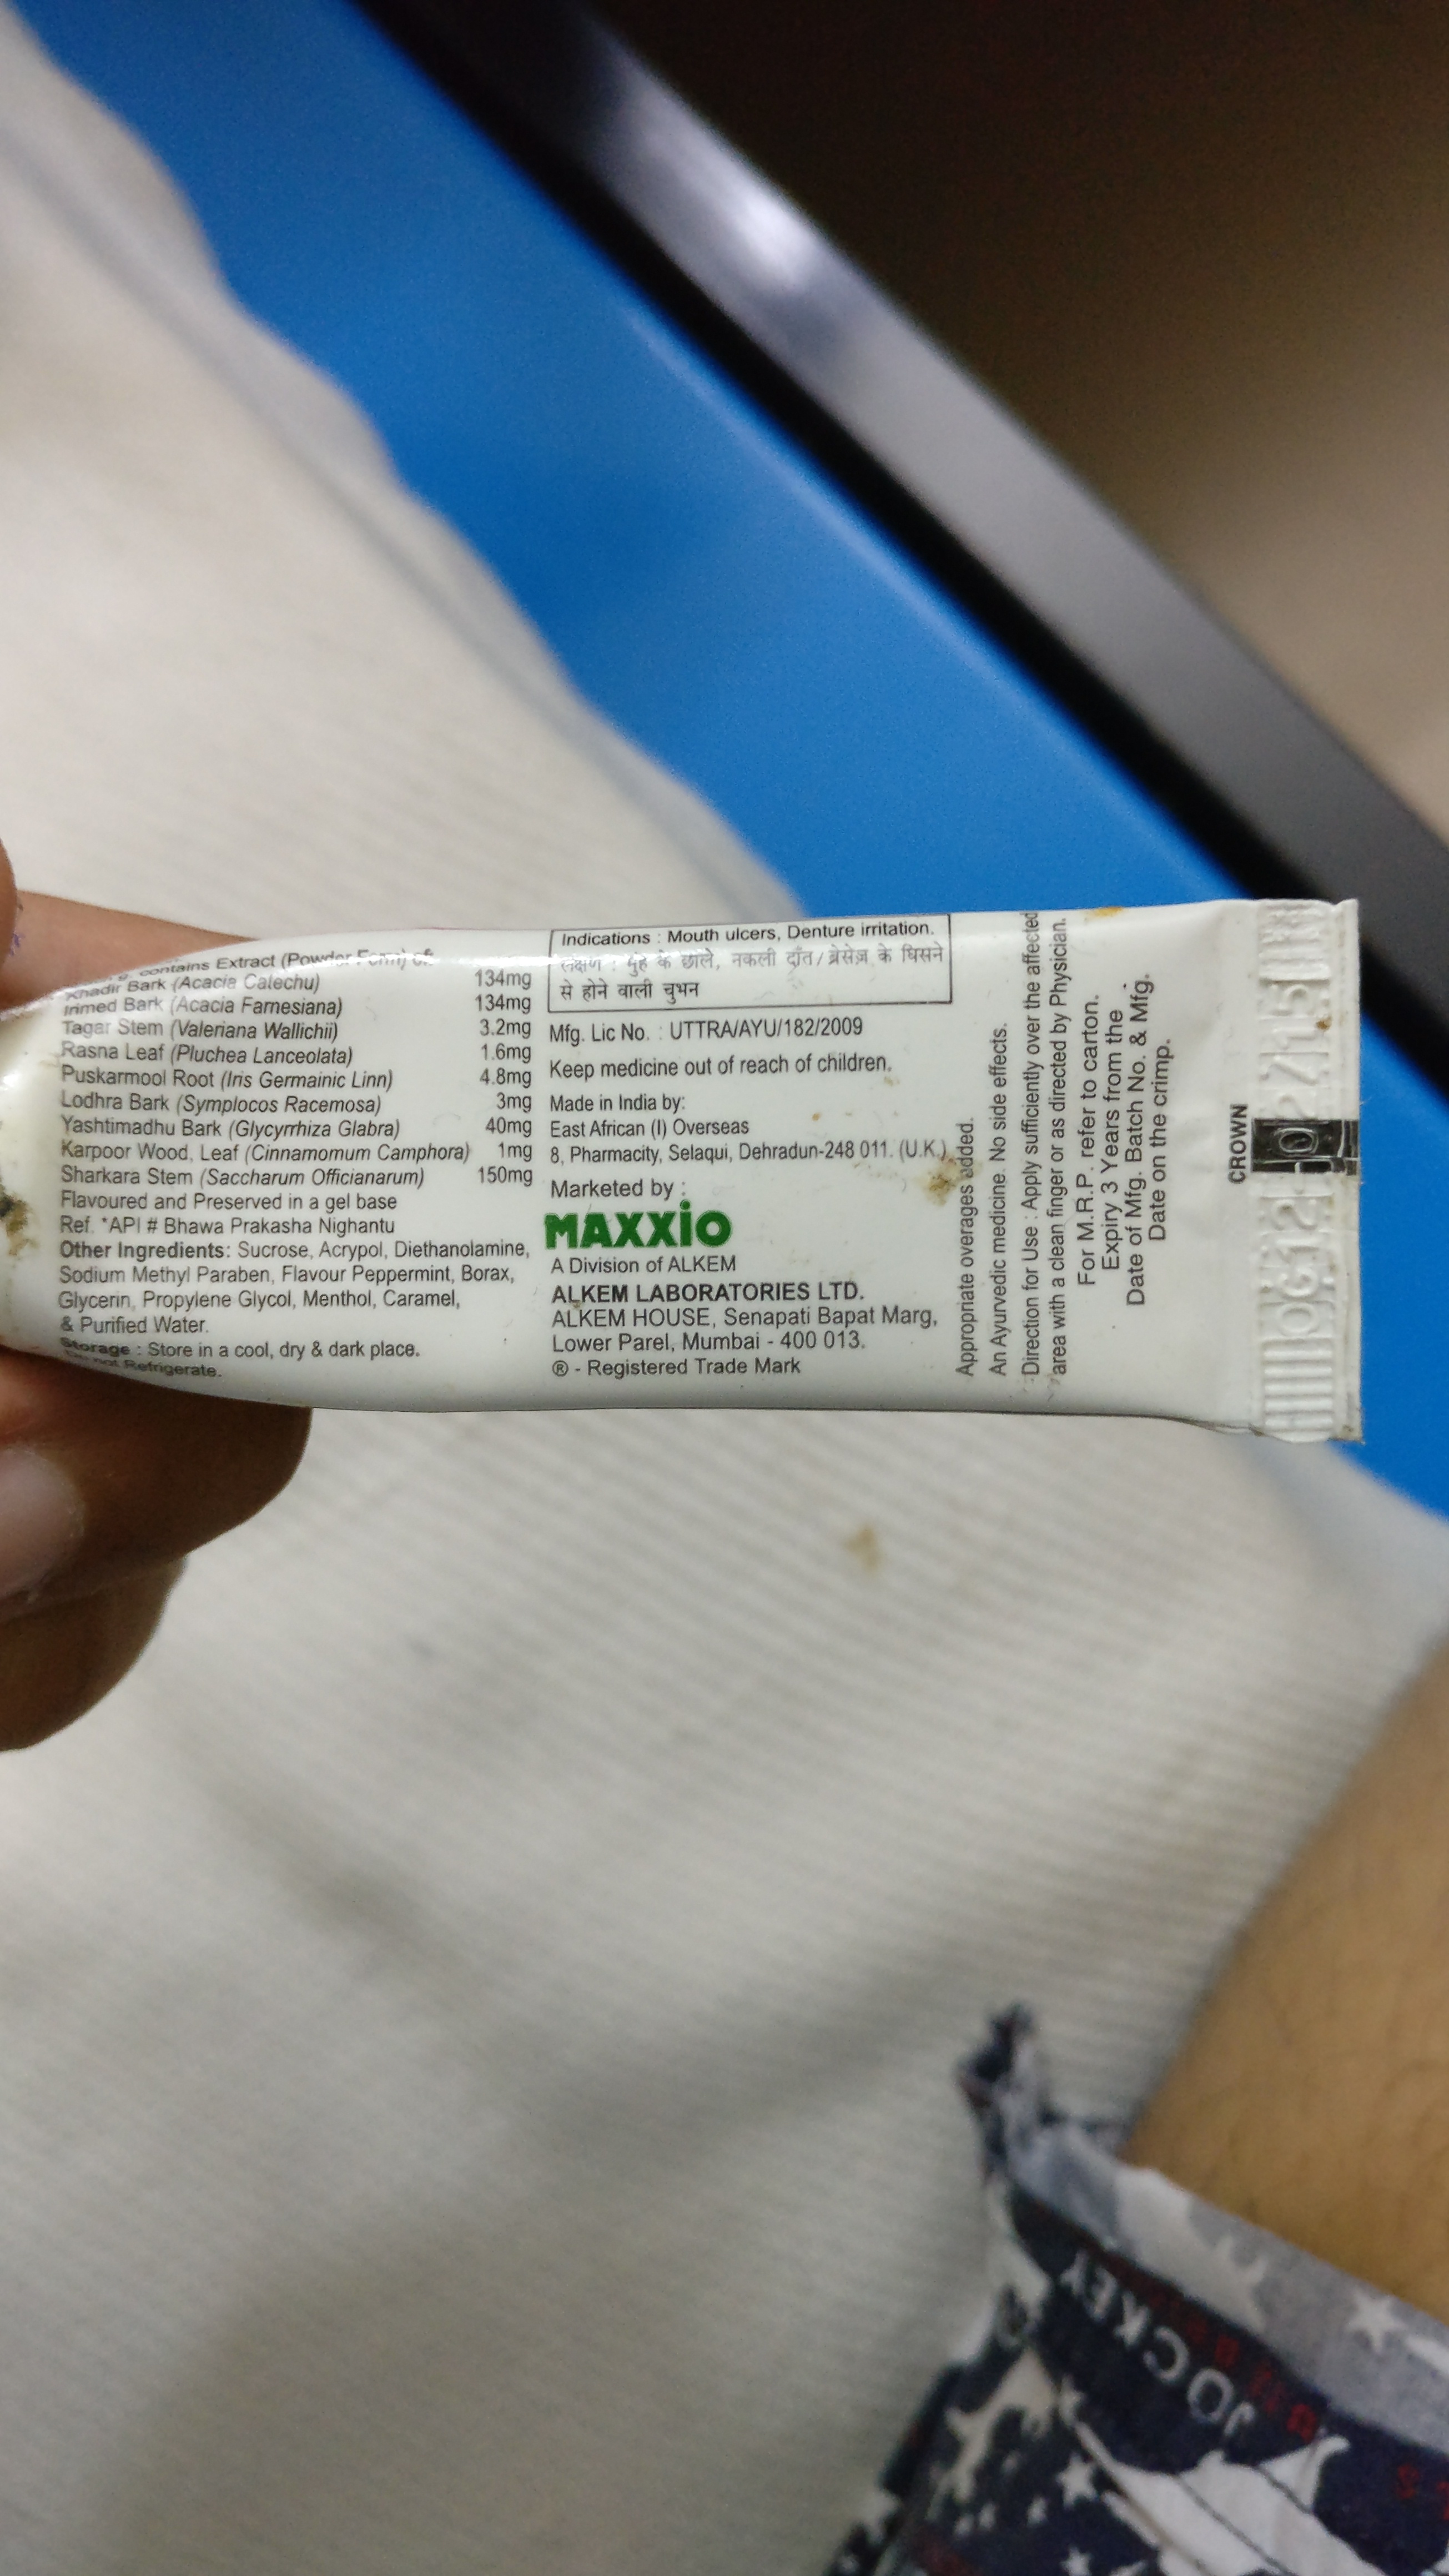 contains Extract (Powder Form) of:
Khadir Bark (Acacia Catechu) 134mg
Irimed Bark (Acacia Farnesiana) 134mg
Tagar Stem (Valeriana Wallichii) 3.2mg
Rasna Leaf (Pluchea Lanceolata) 1.6mg
Puskarmool Root (Iris Germainic Linn) 4.8mg
Lodhra Bark (Symplocos Racemosa) 3mg
Yashtimadhu Bark (Glycyrrhiza Glabra) 40mg
Karpoor Wood, Leaf (Cinnamomum Camphora) 1mg
Sharkara Stem (Saccharum Officianarum) 150mg
Flavoured and Preserved in a gel base
Ref. *API # Bhawa Prakasha Nighantu
Other Ingredients: Sucrose, Acrypol, Diethanolamine,
Sodium Methyl Paraben, Flavour Peppermint, Borax,
Glycerin, Propylene Glycol, Menthol, Caramel,
& Purified Water.
Storage : Store in a cool, dry & dark place.
Do not Refrigerate.
Indications : Mouth ulcers, Denture irritation.
लक्षण : मुंह के छाले, नकली दाँत / ब्रेसेज़ के घिसने
से होने वाली चुभन
Mfg. Lic No. : UTTRA/AYU/182/2009
Keep medicine out of reach of children.
Made in India by:
East African (I) Overseas
8, Pharmacity, Selaqui, Dehradun-248 011. (U.K.)
Marketed by :
MAXXIO
A Division of ALKEM
ALKEM LABORATORIES LTD.
ALKEM HOUSE, Senapati Bapat Marg,
Lower Parel, Mumbai - 400 013.
® - Registered Trade Mark
Appropriate overages added.
An Ayurvedic medicine. No side effects.
Direction for Use : Apply sufficiently over the affected
area with a clean finger or as directed by Physician.
For M.R.P. refer to carton.
Expiry 3 Years from the
Date of Mfg. Batch No. & Mfg.
Date on the crimp.
CROWN
JOCKEY